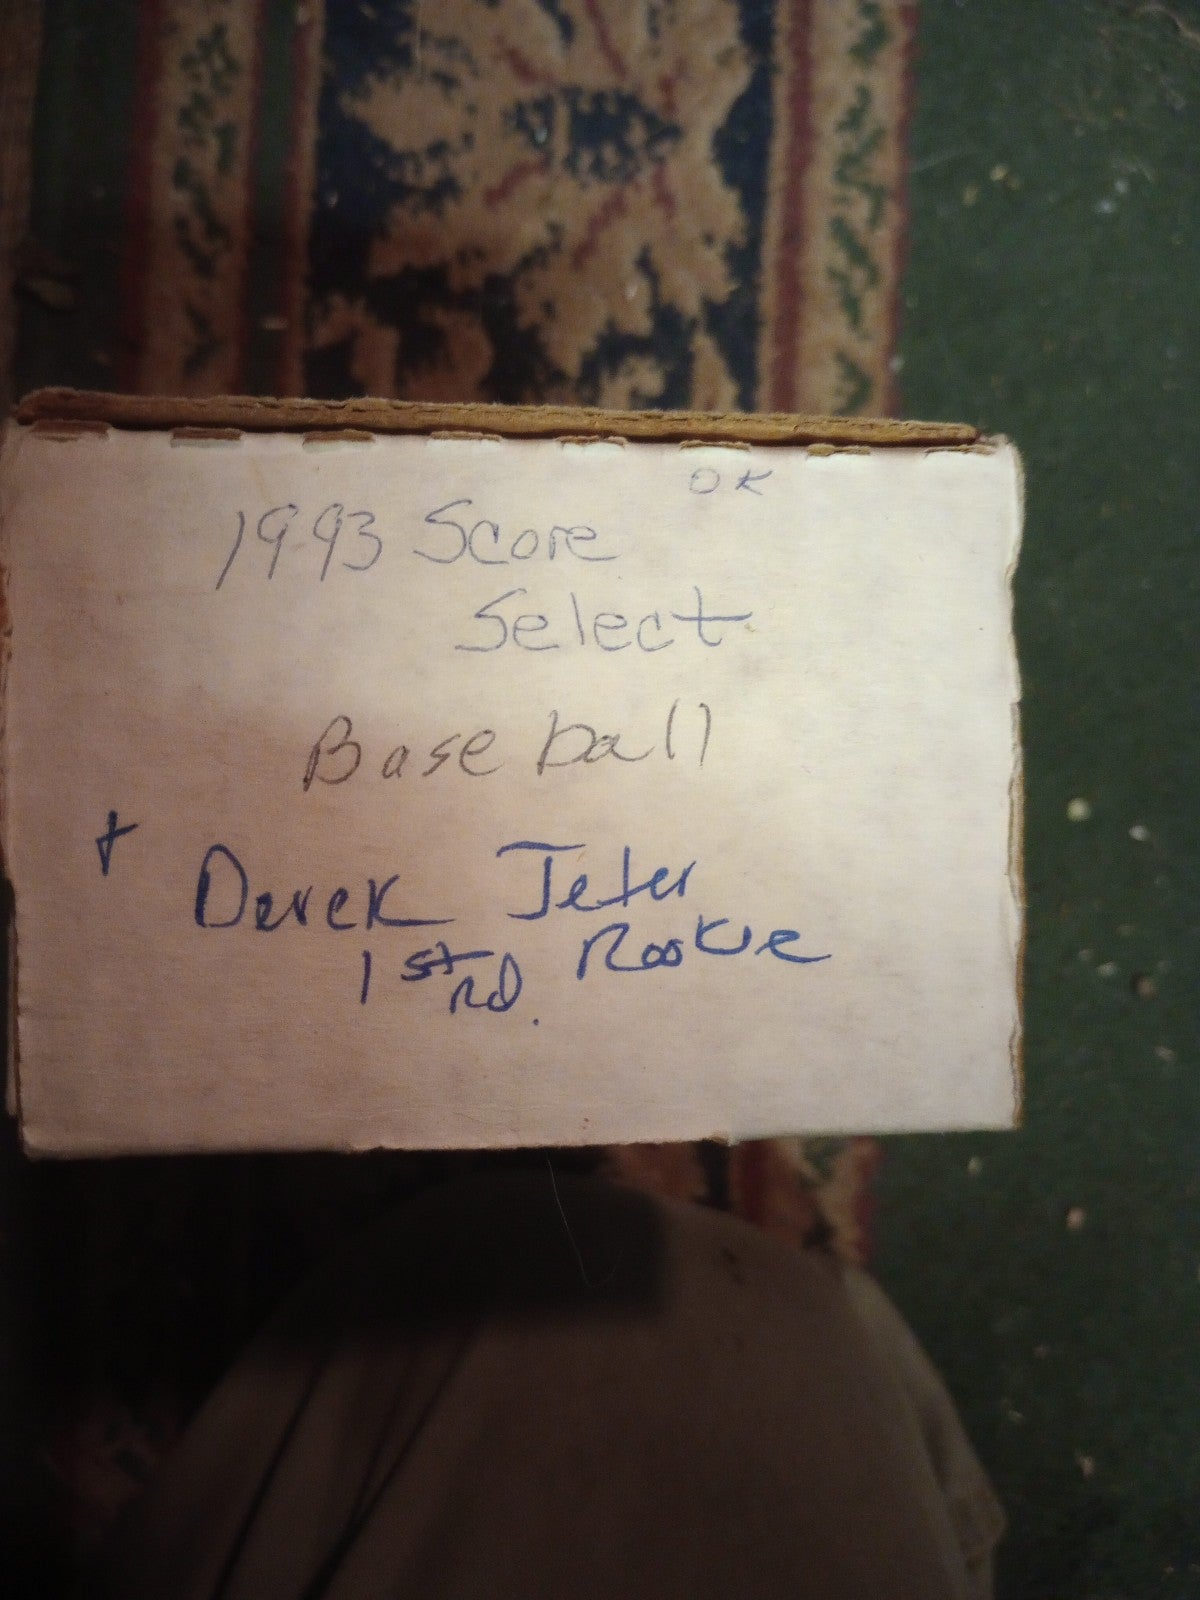 OK
1993 Score
Select
Baseball
+
Derek Jeter
1st Rookie
Rd.